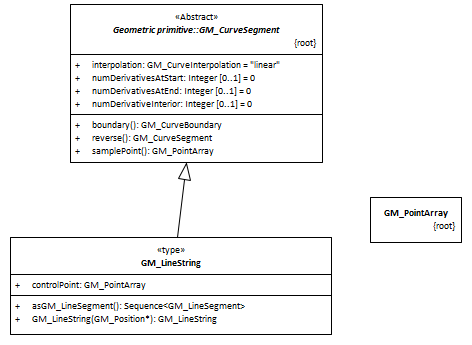 «Abstract»
Geometric primitive::GM_CurveSegment
{root}
+ interpolation: GM_CurveInterpolation = "linear"
+ numDerivativesAtStart: Integer [0..1] = 0
+ numDerivativesAtEnd: Integer [0..1] = 0
+ numDerivativeInterior: Integer [0..1] = 0
+ boundary(): GM_CurveBoundary
+ reverse(): GM_CurveSegment
+ samplePoint(): GM_PointArray
GM_PointArray
{root}
«type»
GM_LineString
+ controlPoint: GM_PointArray
+ asGM_LineSegment(): Sequence<GM_LineSegment>
+ GM_LineString(GM_Position*): GM_LineString